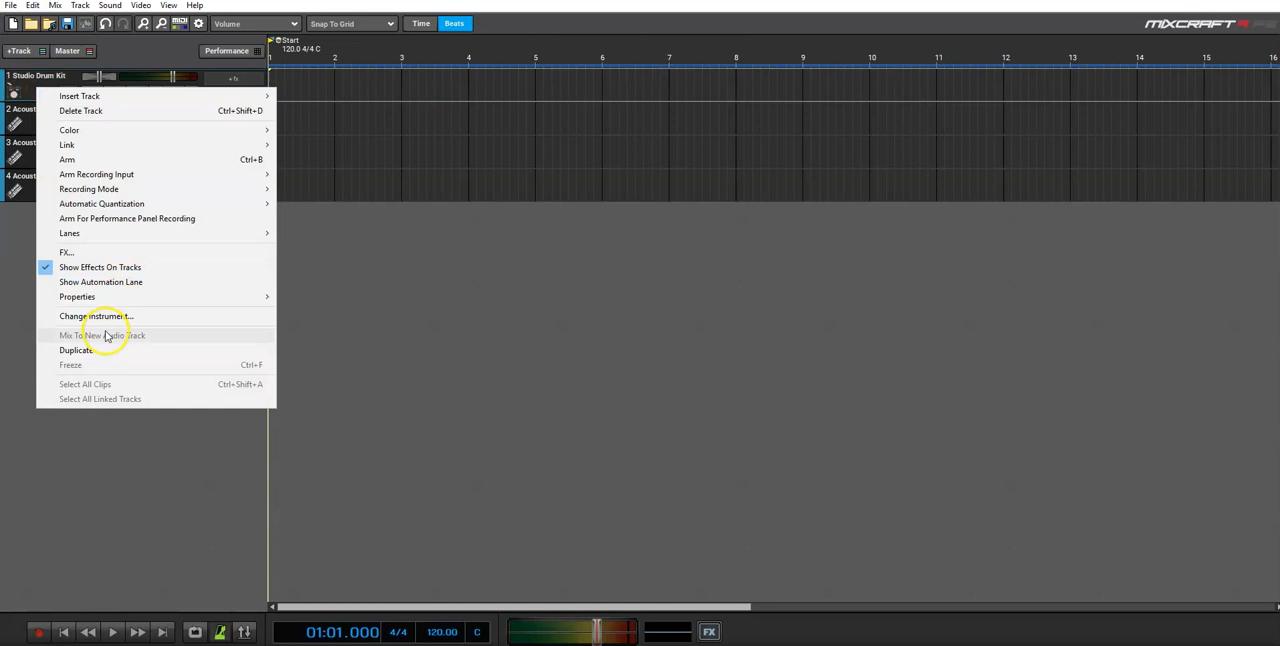 File Edit Mix Track Sound Video View Help
Volume Snap To Grid Time Beats MIXCRAFT 9
+Track Master Performance
Start
120.0 4/4 C
1 2 3 4 5 6 7 8 9 10 11 12 13 14 15 16
1 Studio Drum Kit +fx
2 Acoust
3 Acoust
4 Acoust
Insert Track
Delete Track Ctrl+Shift+D
Color
Link
Arm Ctrl+B
Arm Recording Input
Recording Mode
Automatic Quantization
Arm For Performance Panel Recording
Lanes
FX...
Show Effects On Tracks
Show Automation Lane
Properties
Change Instrument...
Mix To New Audio Track
Duplicate
Freeze Ctrl+F
Select All Clips Ctrl+Shift+A
Select All Linked Tracks
01:01.000 4/4 120.00 C FX